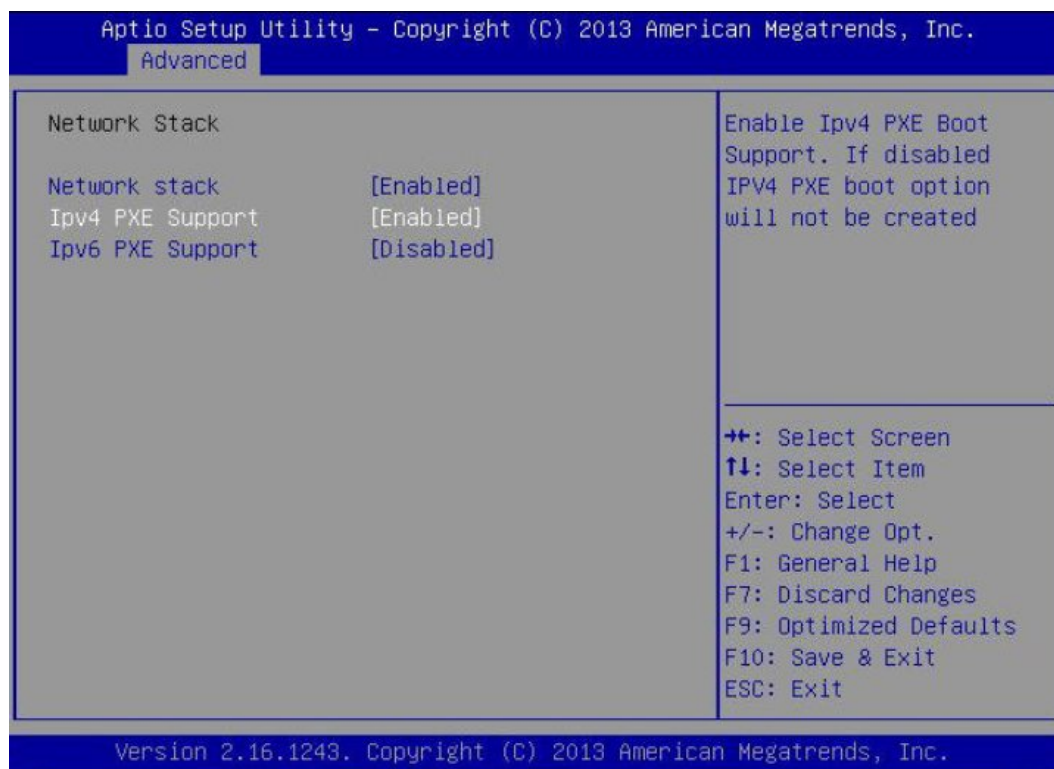 Aptio Setup Utility – Copyright (C) 2013 American Megatrends, Inc.
Advanced
Network Stack
Network stack [Enabled]
Ipv4 PXE Support [Enabled]
Ipv6 PXE Support [Disabled]
Enable Ipv4 PXE Boot
Support. If disabled
IPV4 PXE boot option
will not be created
→←: Select Screen
↑↓: Select Item
Enter: Select
+/-: Change Opt.
F1: General Help
F7: Discard Changes
F9: Optimized Defaults
F10: Save & Exit
ESC: Exit
Version 2.16.1243. Copyright (C) 2013 American Megatrends, Inc.